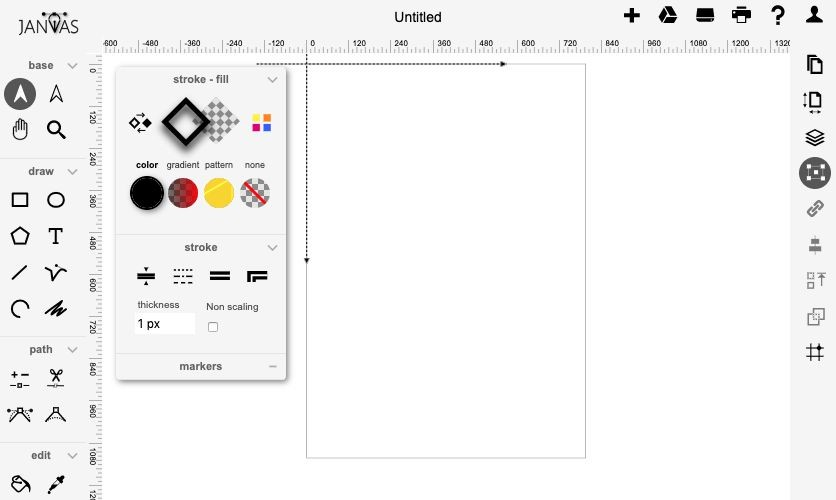 Untitled
JANVAS
-600 -480 -360 -240 -120 0 120 240 360 480 600 720 840 960 1080 1200 1320
base
stroke - fill
0
120
240
360
480
600
720
840
960
1080
color gradient pattern none
draw
stroke
thickness Non scaling
1 px
path
markers
edit